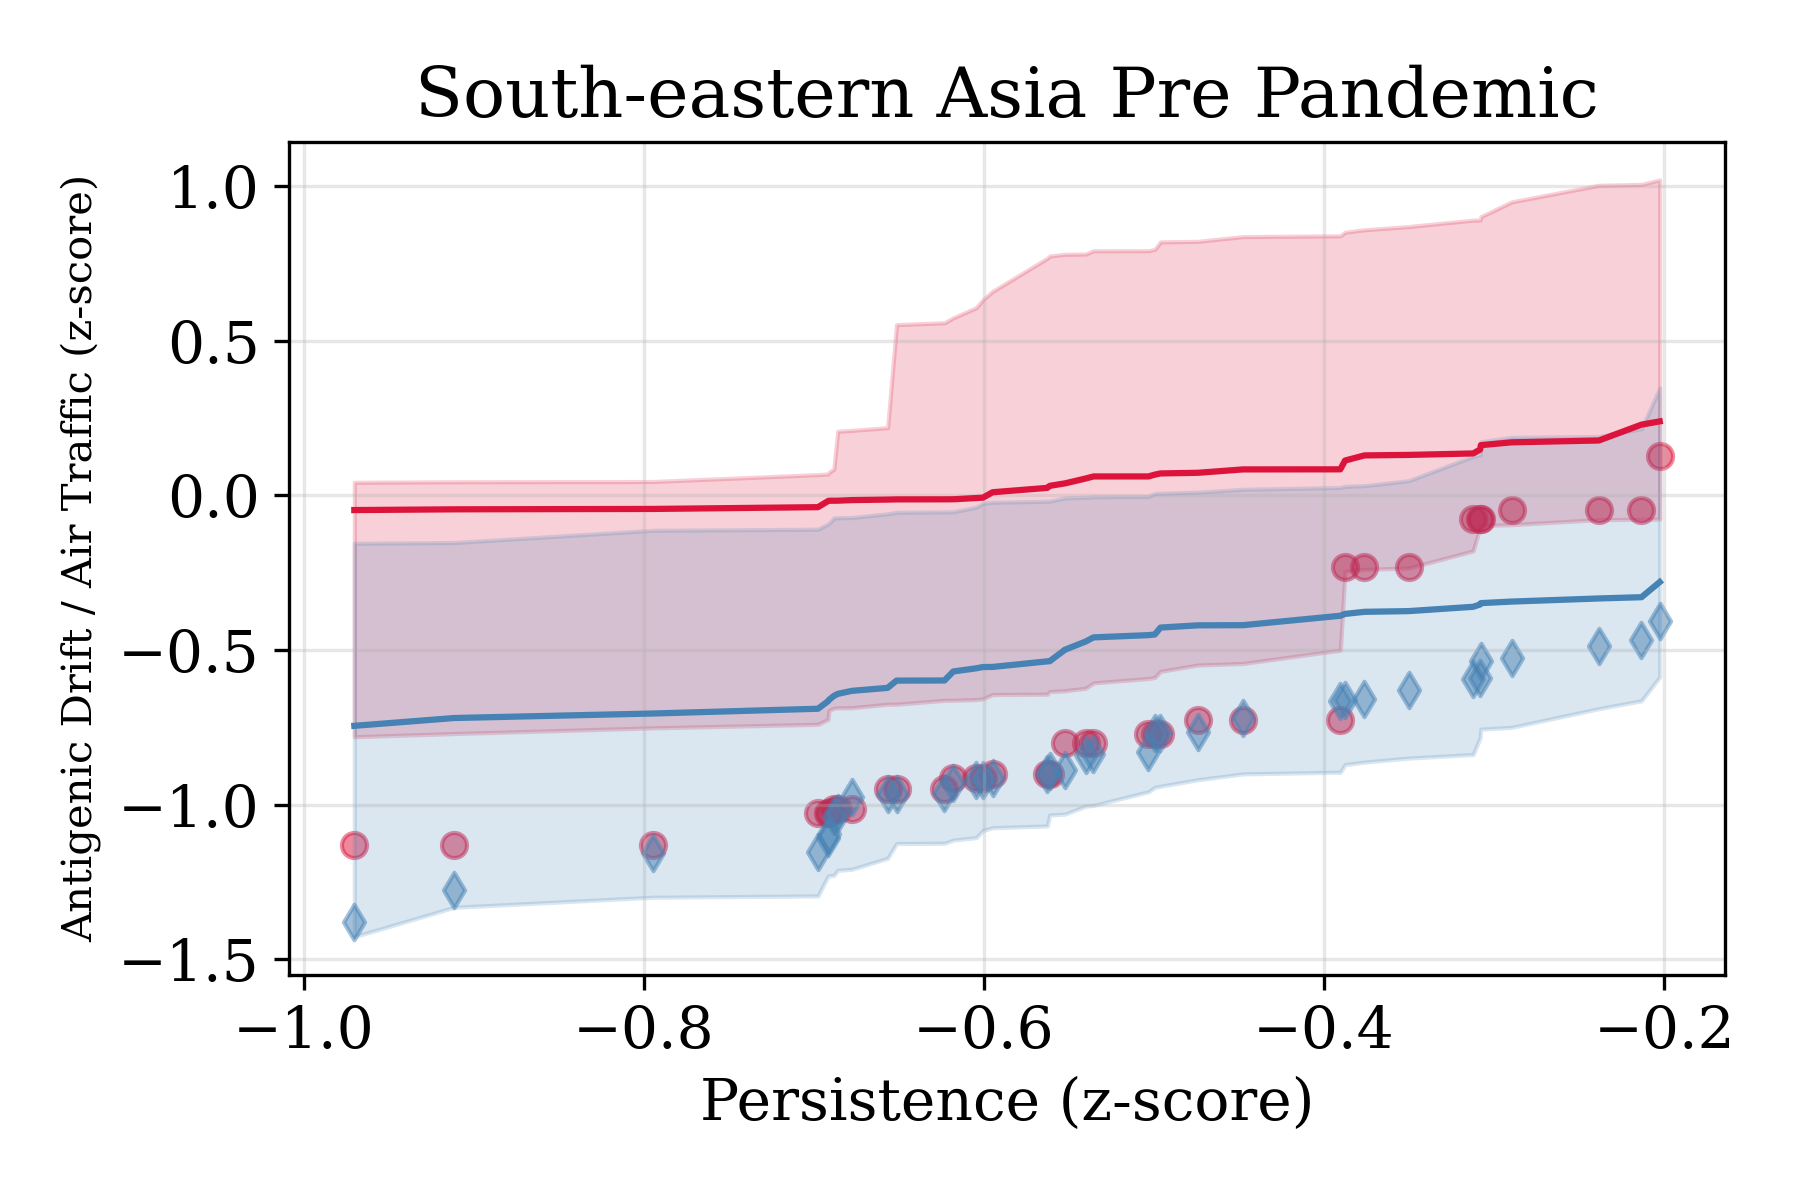 South-eastern Asia Pre Pandemic
Antigenic Drift / Air Traffic (z-score)
1.0
0.5
0.0
−0.5
−1.0
−1.5
−1.0 −0.8 −0.6 −0.4 −0.2
Persistence (z-score)